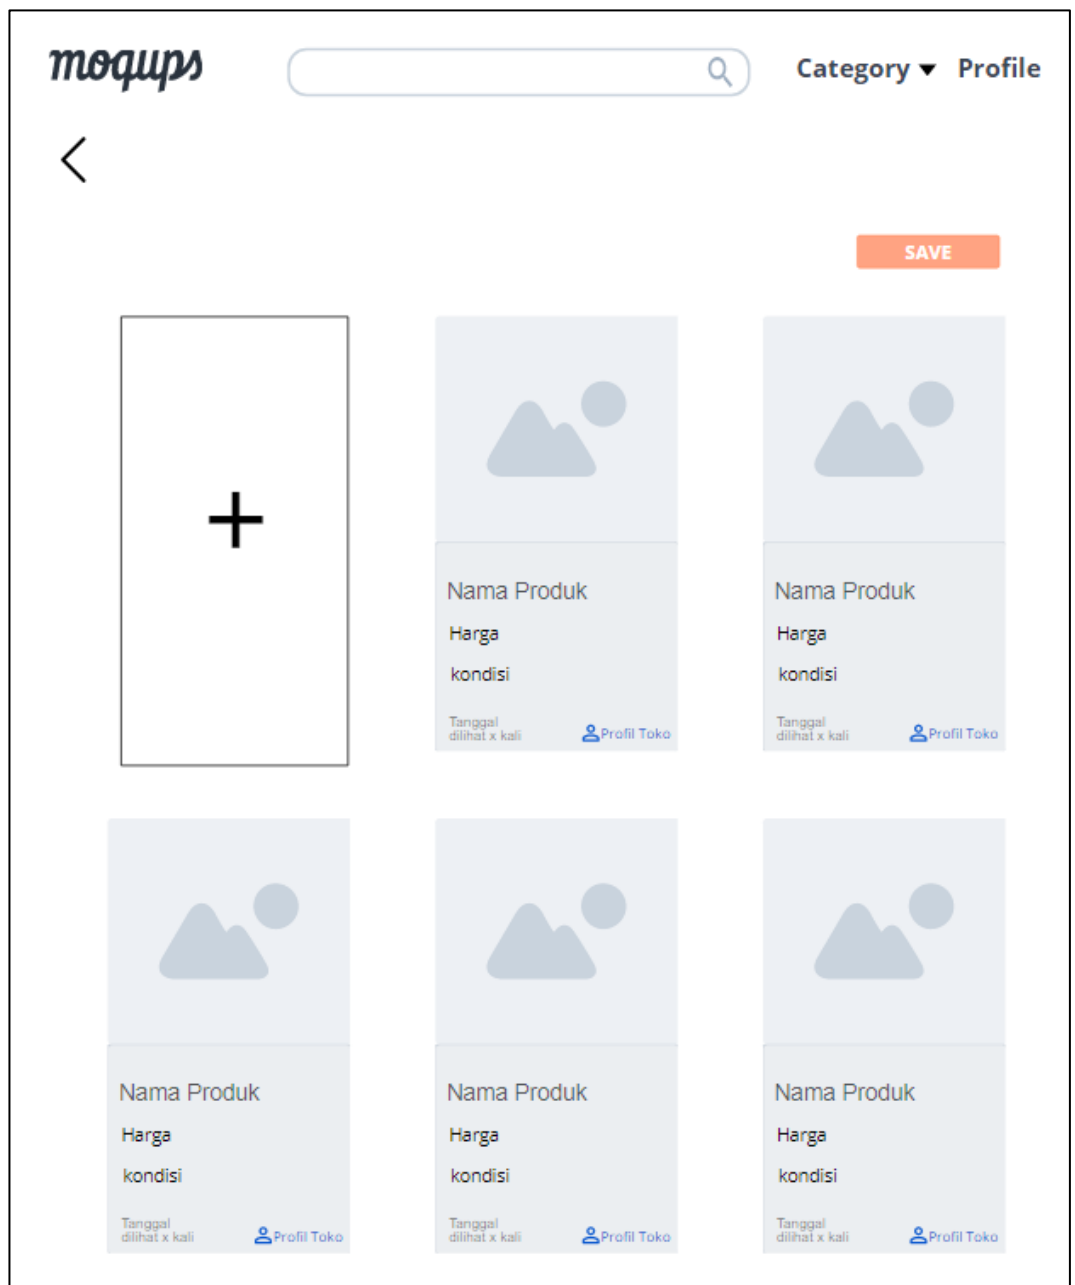 moqups
Category Profile
SAVE
Nama Produk
Harga
kondisi
Tanggal
dilihat x kali
Profil Toko
Nama Produk
Harga
kondisi
Tanggal
dilihat x kali
Profil Toko
Nama Produk
Harga
kondisi
Tanggal
dilihat x kali
Profil Toko
Nama Produk
Harga
kondisi
Tanggal
dilihat x kali
Profil Toko
Nama Produk
Harga
kondisi
Tanggal
dilihat x kali
Profil Toko